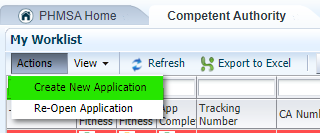 PHMSA Home Competent Authority
My Worklist
Actions View Refresh Export to Excel
Create New Application
Re-Open Application
Fitness Fitness App Comple Tracking Number CA Num